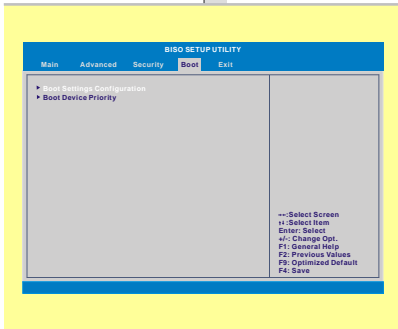 BISO SETUP UTILITY
Main Advanced Security Boot Exit
Boot Settings Configuration
Boot Device Priority
↔:Select Screen
↑↓:Select Item
Enter: Select
+/-: Change Opt.
F1: General Help
F2: Previous Values
F9: Optimized Default
F4: Save